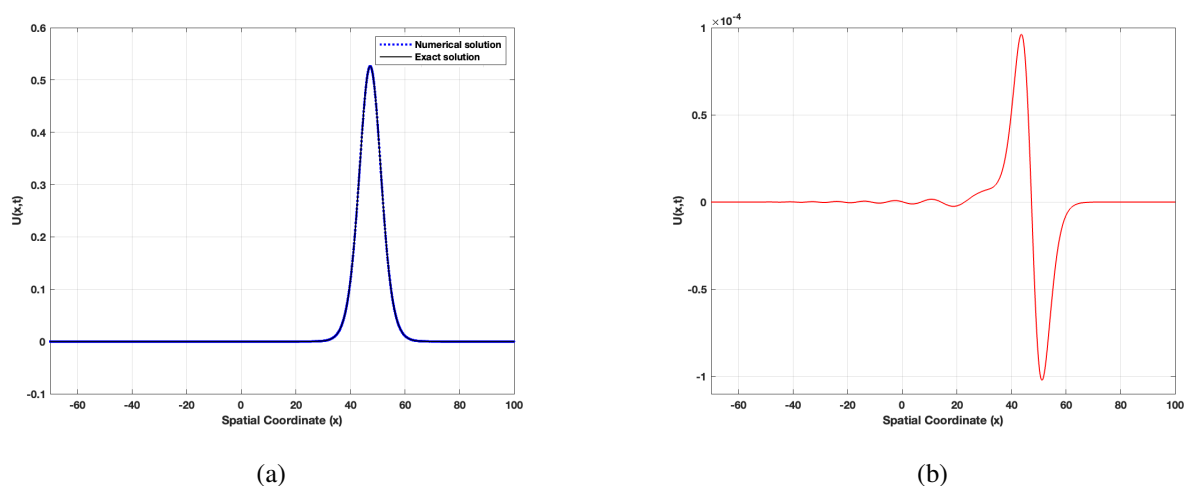 0.6
0.5
0.4
0.3
0.2
0.1
0
-0.1
U(x,t)
-60 -40 -20 0 20 40 60 80 100
Spatial Coordinate (x)
Numerical solution
Exact solution
(a)
×10⁻⁴
1
0.5
0
-0.5
-1
U(x,t)
-60 -40 -20 0 20 40 60 80 100
Spatial Coordinate (x)
(b)